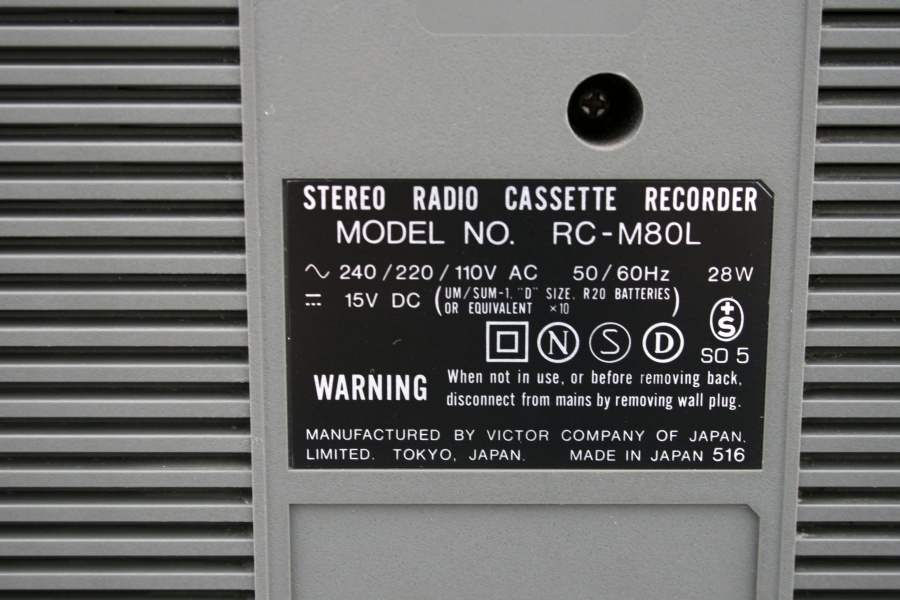 STEREO RADIO CASSETTE RECORDER
MODEL NO. RC-M80L
∿ 240/220/110V AC 50/60Hz 28W
⎓ 15V DC (UM/SUM-1. "D" SIZE. R20 BATTERIES
OR EQUIVALENT ×10)
+S
N S D
SO 5
WARNING When not in use, or before removing back,
disconnect from mains by removing wall plug.
MANUFACTURED BY VICTOR COMPANY OF JAPAN,
LIMITED. TOKYO, JAPAN. MADE IN JAPAN 516